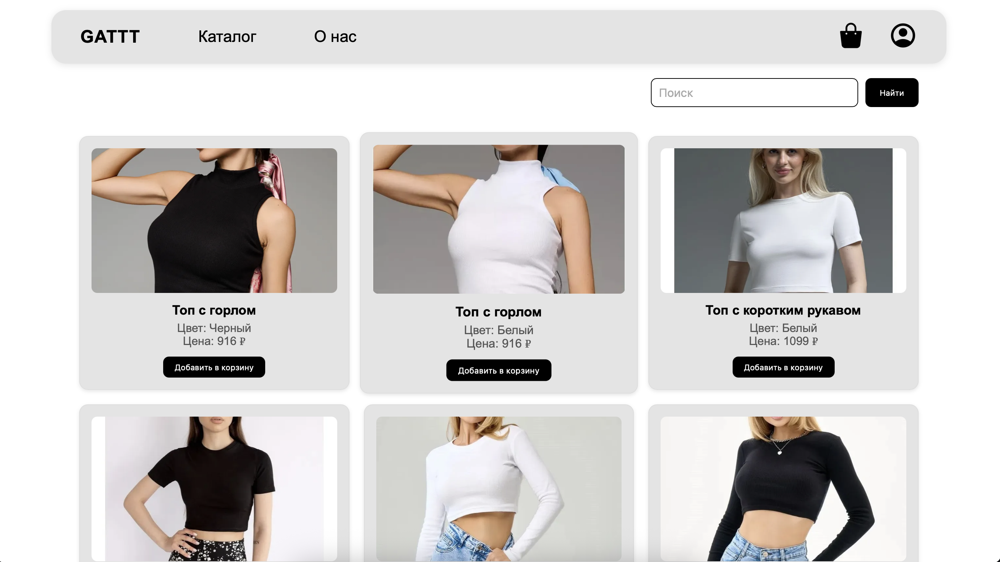 GATTT
Каталог
О нас
Поиск
Найти
Топ с горлом
Цвет: Черный
Цена: 916 ₽
Добавить в корзину
Топ с горлом
Цвет: Белый
Цена: 916 ₽
Добавить в корзину
Топ с коротким рукавом
Цвет: Белый
Цена: 1099 ₽
Добавить в корзину